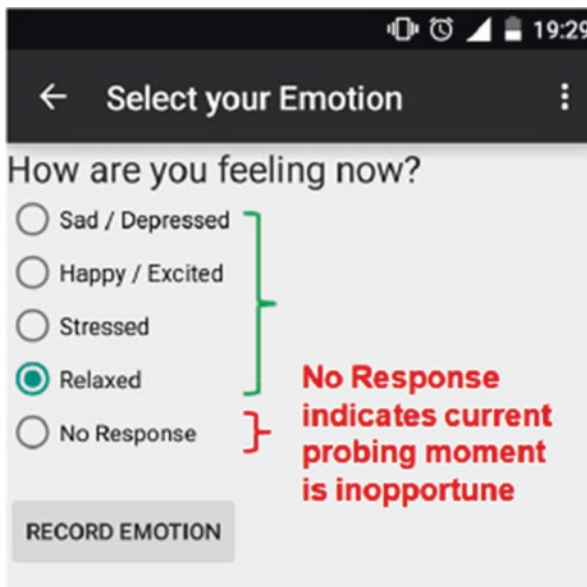 19:29
Select your Emotion
How are you feeling now?
Sad / Depressed
Happy / Excited
Stressed
Relaxed
No Response
No Response
indicates current
probing moment
is inopportune
RECORD EMOTION